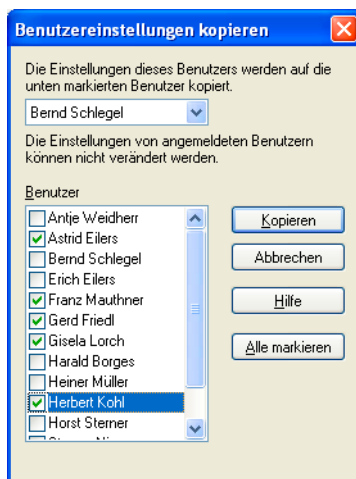 Benutzereinstellungen kopieren
Die Einstellungen dieses Benutzers werden auf die
unten markierten Benutzer kopiert.
Bernd Schlegel
Die Einstellungen von angemeldeten Benutzern
können nicht verändert werden.
Benutzer
Antje Weidherr
Astrid Eilers
Bernd Schlegel
Erich Eilers
Franz Mauthner
Gerd Friedl
Gisela Lorch
Harald Borges
Heiner Müller
Herbert Kohl
Horst Sterner
Kopieren
Abbrechen
Hilfe
Alle markieren